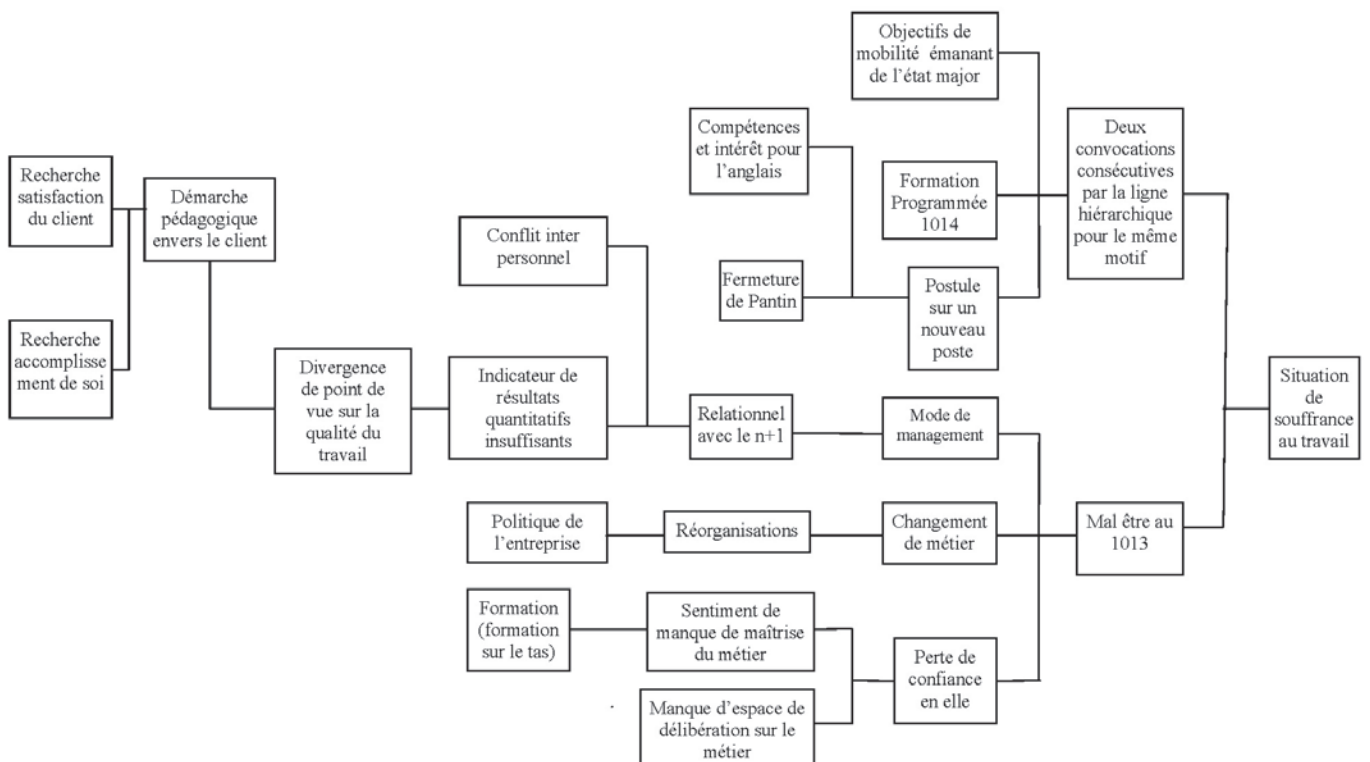 Objectifs de
mobilité émanant
de l'état major
Compétences
et intérêt pour
l'anglais
Deux
convocations
consécutives
par la ligne
hiérarchique
pour le même
motif
Recherche
satisfaction
du client
Démarche
pédagogique
envers le client
Formation
Programmée
1014
Conflit inter
personnel
Fermeture
de Pantin
Postule
sur un
nouveau
poste
Recherche
accomplisse
ment de soi
Divergence
de point de
vue sur la
qualité du
travail
Indicateur de
résultats
quantitatifs
insuffisants
Relationnel
avec le n+1
Mode de
management
Situation
de
souffrance
au travail
Politique de
l'entreprise
Réorganisations
Changement
de métier
Mal être au
1013
Formation
(formation
sur le tas)
Sentiment de
manque de maîtrise
du métier
Perte de
confiance
en elle
Manque d'espace de
délibération sur le
métier